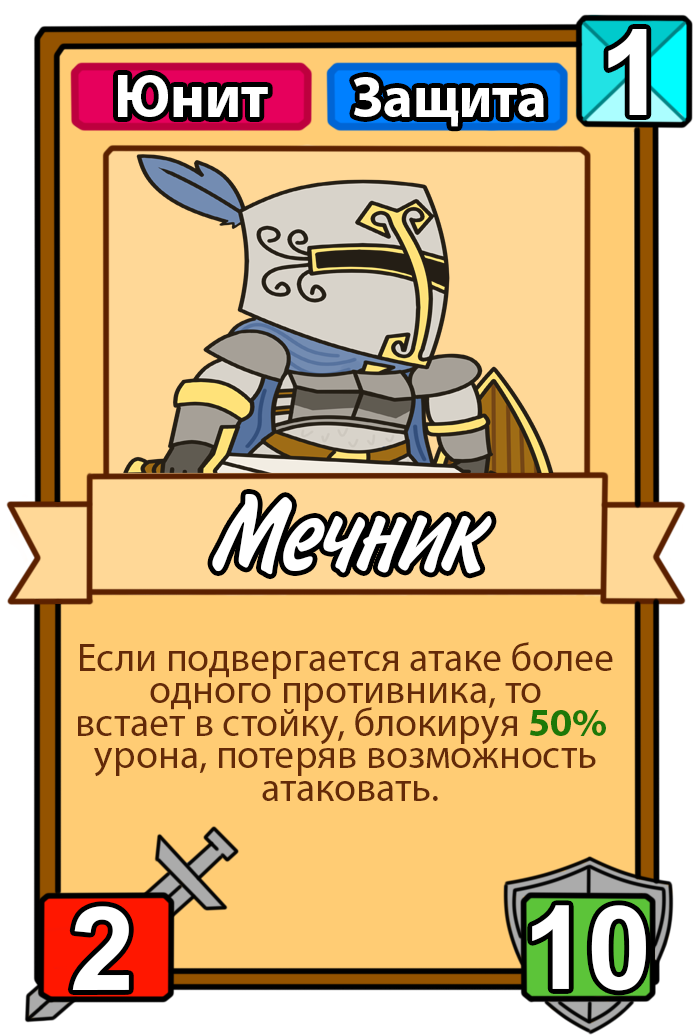 Юнит
Защита
1
Мечник
Если подвергается атаке более
одного противника, то
встает в стойку, блокируя 50%
урона, потеряв возможность
атаковать.
2
10